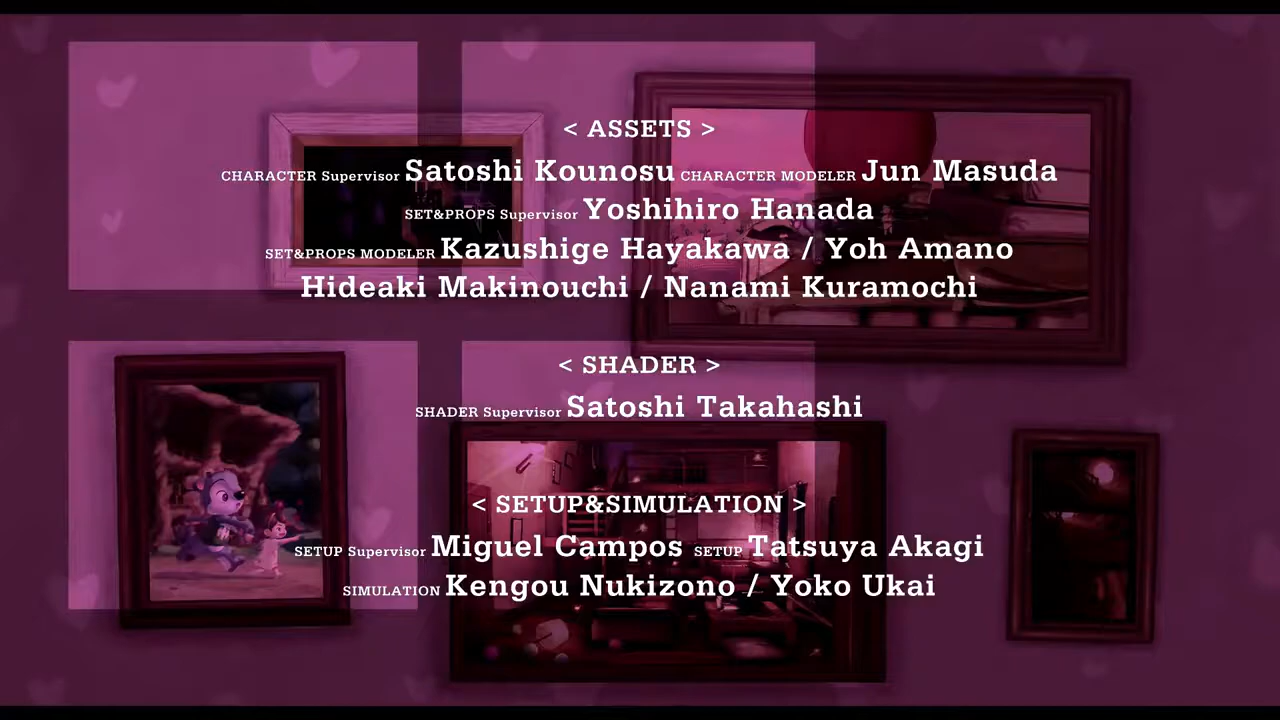 < ASSETS >
CHARACTER Supervisor Satoshi Kounosu CHARACTER MODELER Jun Masuda
SET&PROPS Supervisor Yoshihiro Hanada
SET&PROPS MODELER Kazushige Hayakawa / Yoh Amano
Hideaki Makinouchi / Nanami Kuramochi
< SHADER >
SHADER Supervisor Satoshi Takahashi
< SETUP&SIMULATION >
SETUP Supervisor Miguel Campos SETUP Tatsuya Akagi
SIMULATION Kengou Nukizono / Yoko Ukai